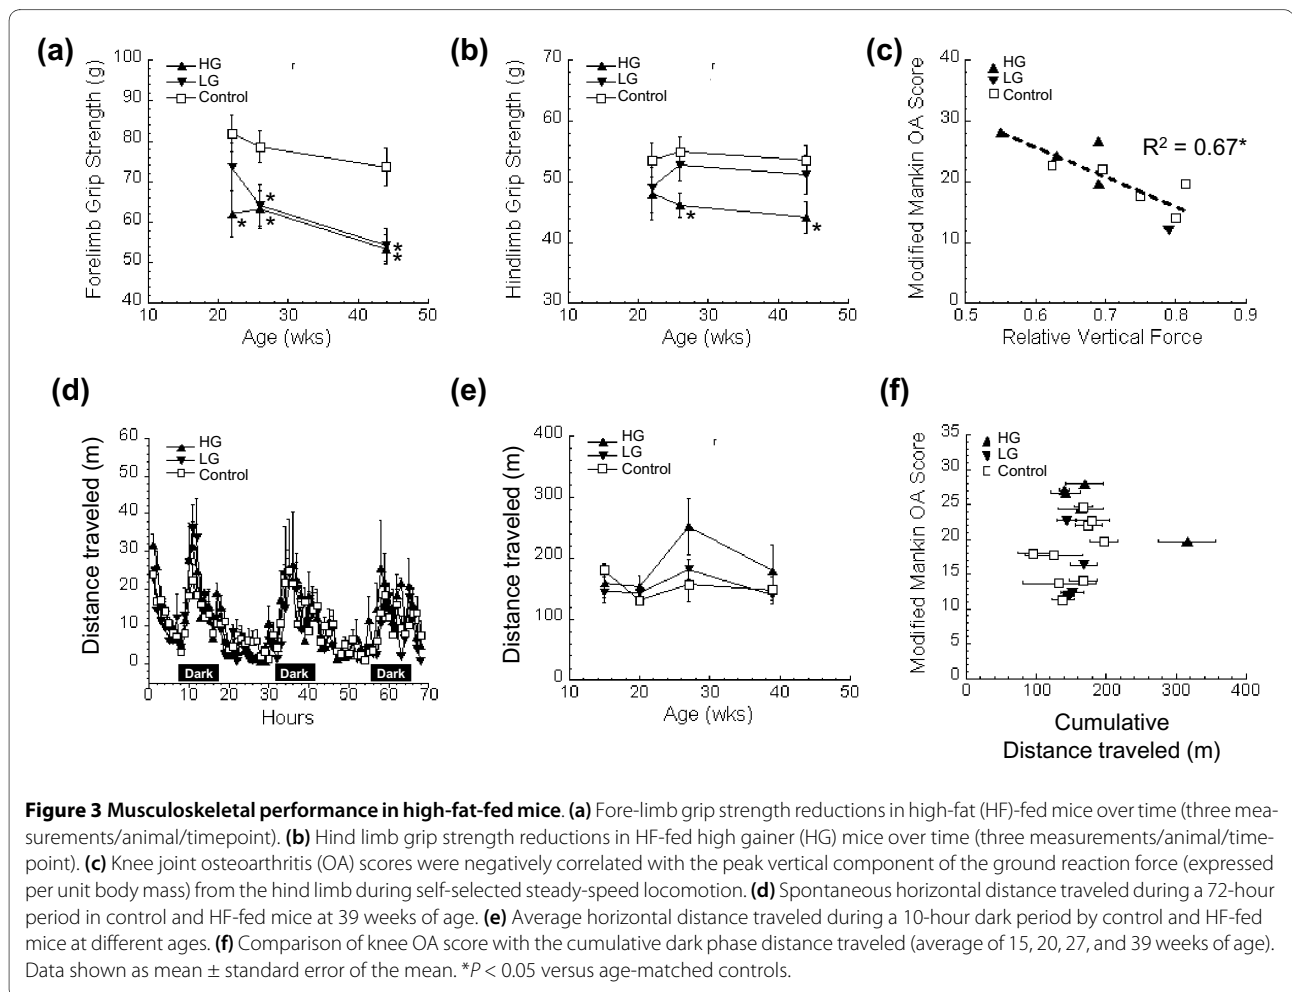 (a)
Forelimb Grip Strength (g)
100
90
80
70
60
50
40
HG
LG
Control
*
*
*
*
*
10 20 30 40 50
Age (wks)
(b)
Hindlimb Grip Strength (g)
70
60
50
40
30
HG
LG
Control
*
*
10 20 30 40 50
Age (wks)
(c)
Modified Mankin OA Score
40
30
20
10
0
HG
LG
Control
R² = 0.67*
0.5 0.6 0.7 0.8 0.9
Relative Vertical Force
(d)
Distance traveled (m)
60
50
40
30
20
10
0
HG
LG
Control
Dark Dark Dark
0 10 20 30 40 50 60 70
Hours
(e)
Distance traveled (m)
400
300
200
100
0
HG
LG
Control
10 20 30 40 50
Age (wks)
(f)
Modified Mankin OA Score
35
30
25
20
15
10
5
0
HG
LG
Control
0 100 200 300 400
Cumulative
Distance traveled (m)
Figure 3 Musculoskeletal performance in high-fat-fed mice. (a) Fore-limb grip strength reductions in high-fat (HF)-fed mice over time (three mea-
surements/animal/timepoint). (b) Hind limb grip strength reductions in HF-fed high gainer (HG) mice over time (three measurements/animal/time-
point). (c) Knee joint osteoarthritis (OA) scores were negatively correlated with the peak vertical component of the ground reaction force (expressed
per unit body mass) from the hind limb during self-selected steady-speed locomotion. (d) Spontaneous horizontal distance traveled during a 72-hour
period in control and HF-fed mice at 39 weeks of age. (e) Average horizontal distance traveled during a 10-hour dark period by control and HF-fed
mice at different ages. (f) Comparison of knee OA score with the cumulative dark phase distance traveled (average of 15, 20, 27, and 39 weeks of age).
Data shown as mean ± standard error of the mean. *P < 0.05 versus age-matched controls.